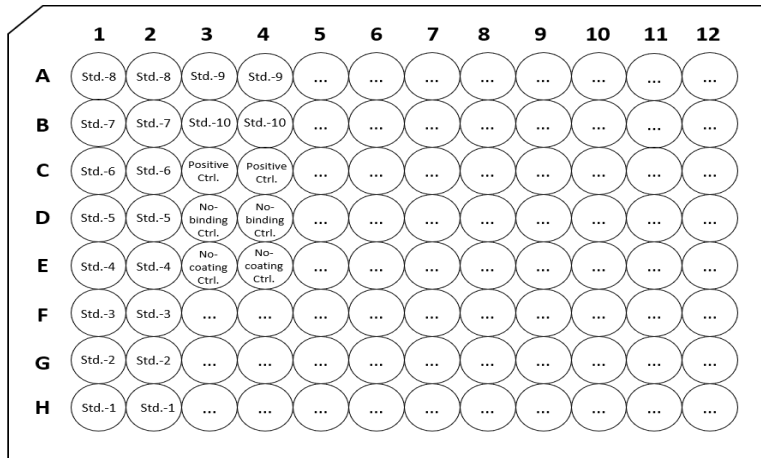 1 2 3 4 5 6 7 8 9 10 11 12
A Std.-8 Std.-8 Std.-9 Std.-9 ... ... ... ... ... ... ... ...
B Std.-7 Std.-7 Std.-10 Std.-10 ... ... ... ... ... ... ... ...
C Std.-6 Std.-6 Positive Ctrl. Positive Ctrl. ... ... ... ... ... ... ... ...
D Std.-5 Std.-5 No-binding Ctrl. No-binding Ctrl. ... ... ... ... ... ... ... ...
E Std.-4 Std.-4 No-coating Ctrl. No-coating Ctrl. ... ... ... ... ... ... ... ...
F Std.-3 Std.-3 ... ... ... ... ... ... ... ... ... ...
G Std.-2 Std.-2 ... ... ... ... ... ... ... ... ... ...
H Std.-1 Std.-1 ... ... ... ... ... ... ... ... ... ...